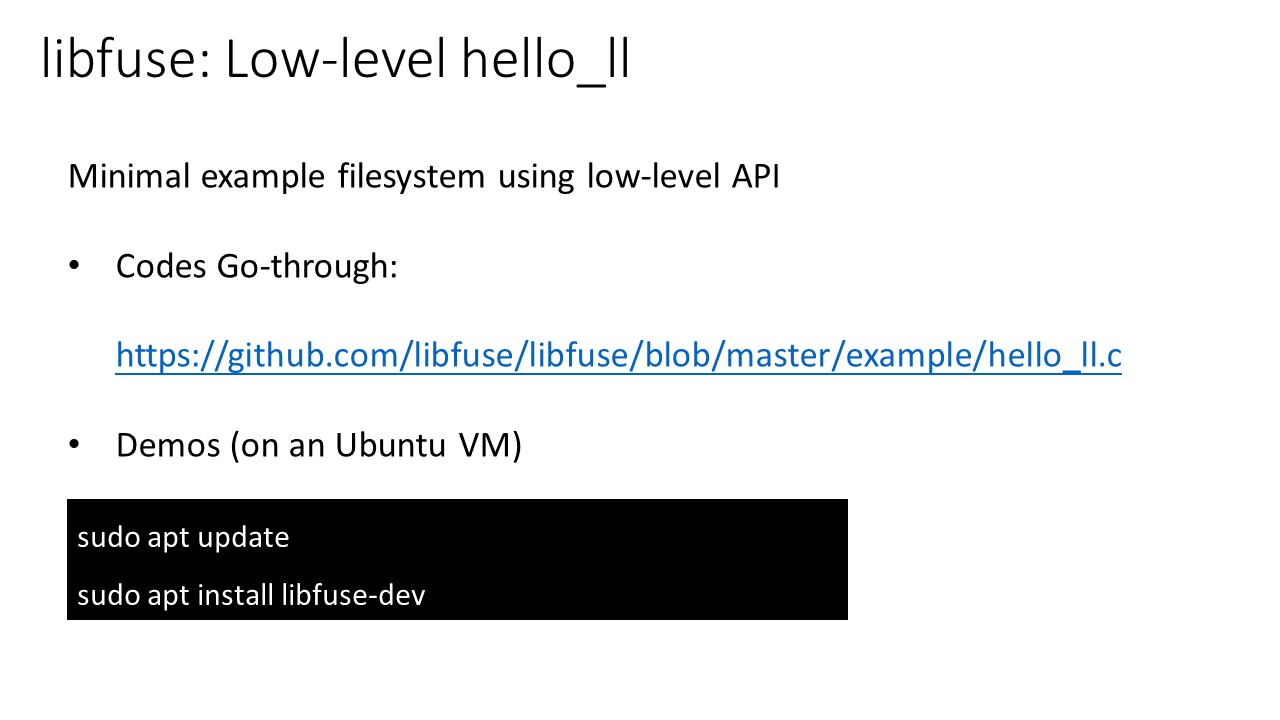 libfuse: Low-level hello_ll
Minimal example filesystem using low-level API
• Codes Go-through:
https://github.com/libfuse/libfuse/blob/master/example/hello_ll.c
• Demos (on an Ubuntu VM)
sudo apt update
sudo apt install libfuse-dev